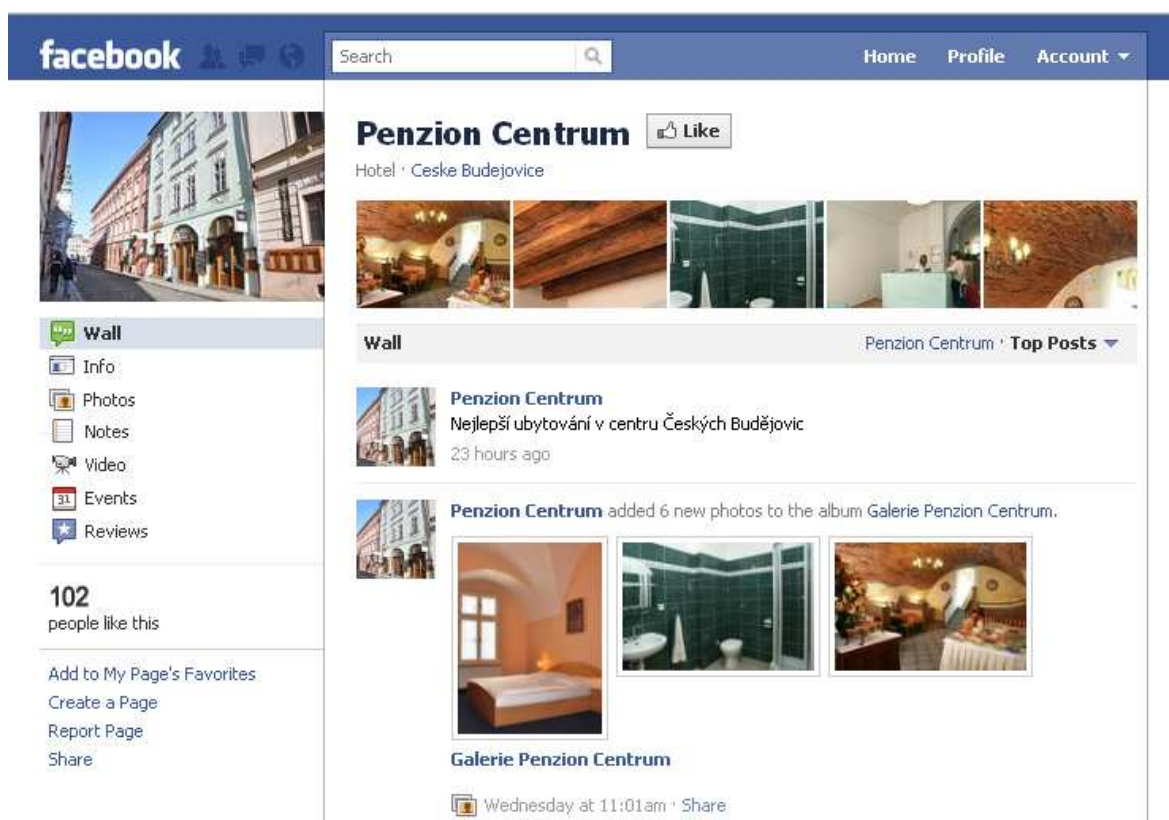 facebook
Search
Home Profile Account
Penzion Centrum Like
Hotel · Ceske Budejovice
Wall
Info
Photos
Notes
Video
31 Events
Reviews
102
people like this
Add to My Page's Favorites
Create a Page
Report Page
Share
Wall
Penzion Centrum · Top Posts
Penzion Centrum
Nejlepší ubytování v centru Českých Budějovic
23 hours ago
Penzion Centrum added 6 new photos to the album Galerie Penzion Centrum.
Galerie Penzion Centrum
Wednesday at 11:01am · Share